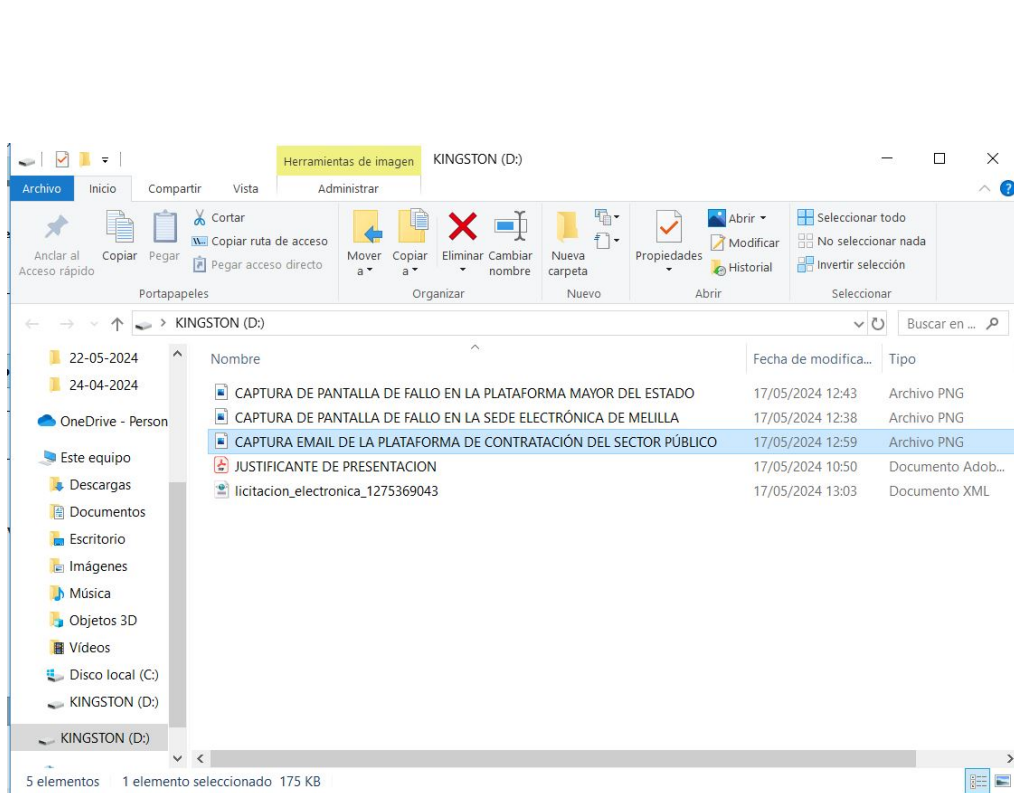 Herramientas de imagen KINGSTON (D:)
Archivo Inicio Compartir Vista Administrar
Anclar al Acceso rápido
Copiar
Pegar
Cortar
Copiar ruta de acceso
Pegar acceso directo
Mover a
Copiar a
Eliminar
Cambiar nombre
Nueva carpeta
Propiedades
Abrir
Modificar
Historial
Seleccionar todo
No seleccionar nada
Invertir selección
Portapapeles Organizar Nuevo Abrir Seleccionar
KINGSTON (D:) Buscar en ...
22-05-2024
24-04-2024
OneDrive - Person
Este equipo
Descargas
Documentos
Escritorio
Imágenes
Música
Objetos 3D
Vídeos
Disco local (C:)
KINGSTON (D:)
KINGSTON (D:)
Nombre Fecha de modifica... Tipo
CAPTURA DE PANTALLA DE FALLO EN LA PLATAFORMA MAYOR DEL ESTADO 17/05/2024 12:43 Archivo PNG
CAPTURA DE PANTALLA DE FALLO EN LA SEDE ELECTRÓNICA DE MELILLA 17/05/2024 12:38 Archivo PNG
CAPTURA EMAIL DE LA PLATAFORMA DE CONTRATACIÓN DEL SECTOR PÚBLICO 17/05/2024 12:59 Archivo PNG
JUSTIFICANTE DE PRESENTACION 17/05/2024 10:50 Documento Adob...
licitacion_electronica_1275369043 17/05/2024 13:03 Documento XML
5 elementos 1 elemento seleccionado 175 KB